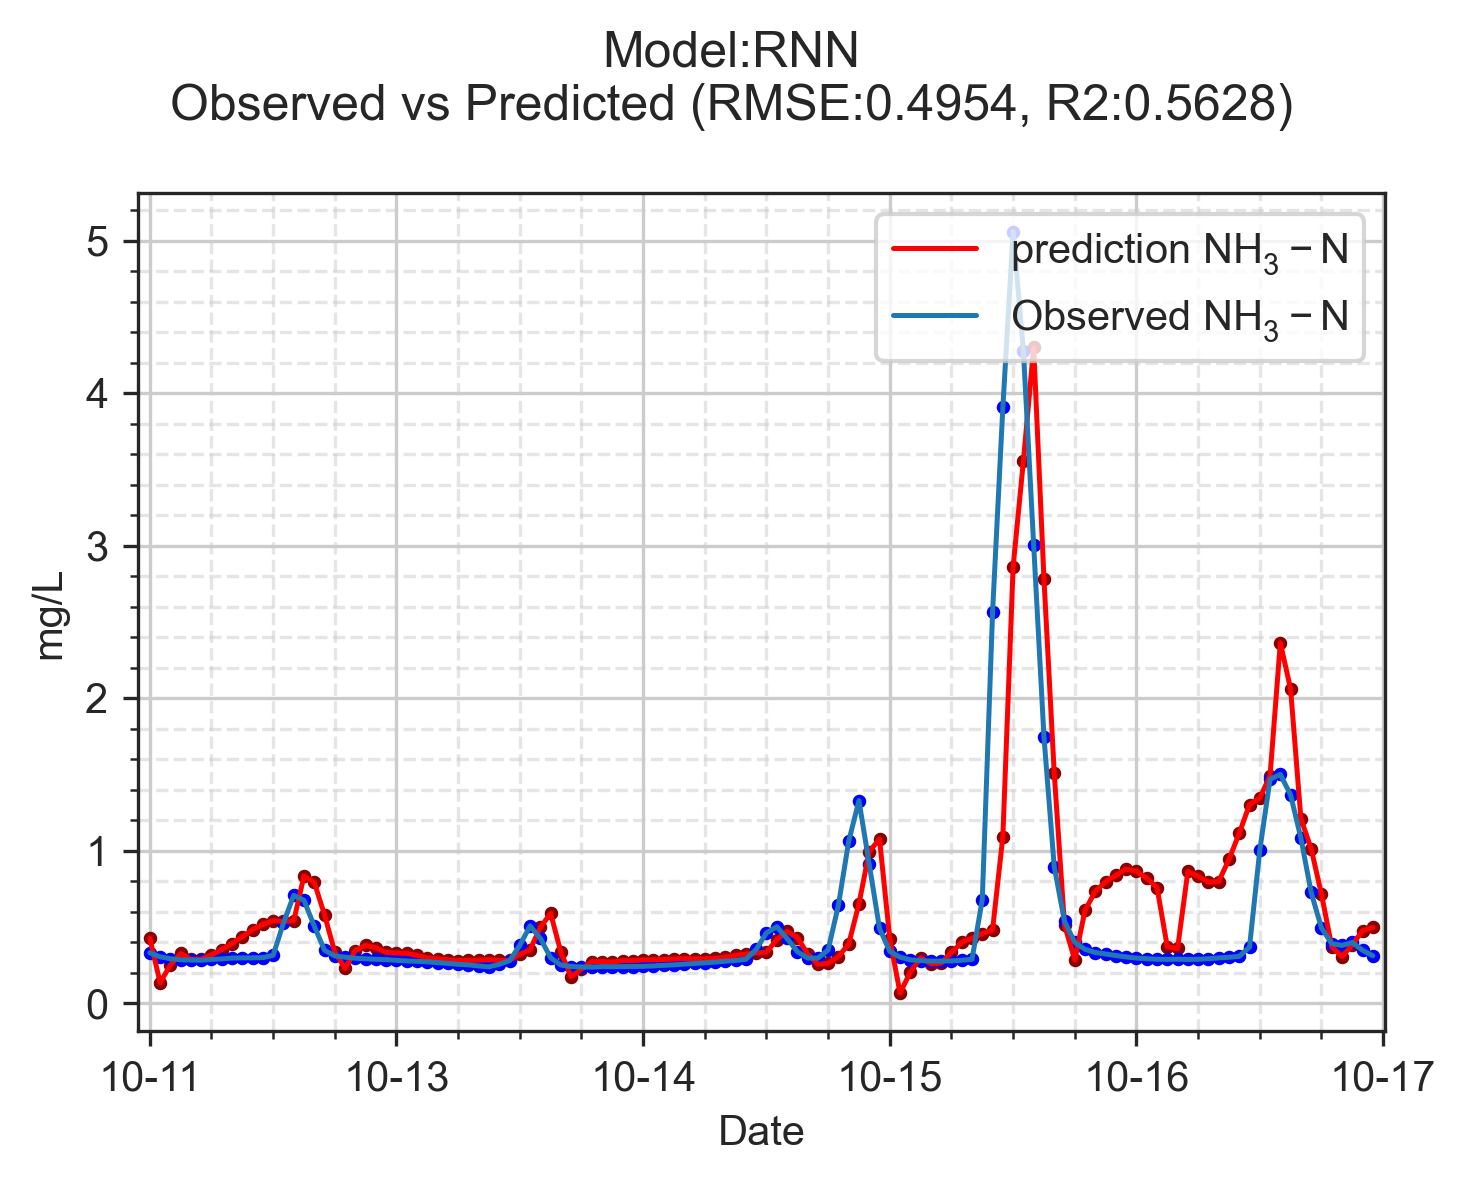 Model:RNN
Observed vs Predicted (RMSE:0.4954, R2:0.5628)
prediction NH₃ − N
Observed NH₃ − N
5
4
3
2
1
0
mg/L
10-11 10-13 10-14 10-15 10-16 10-17
Date